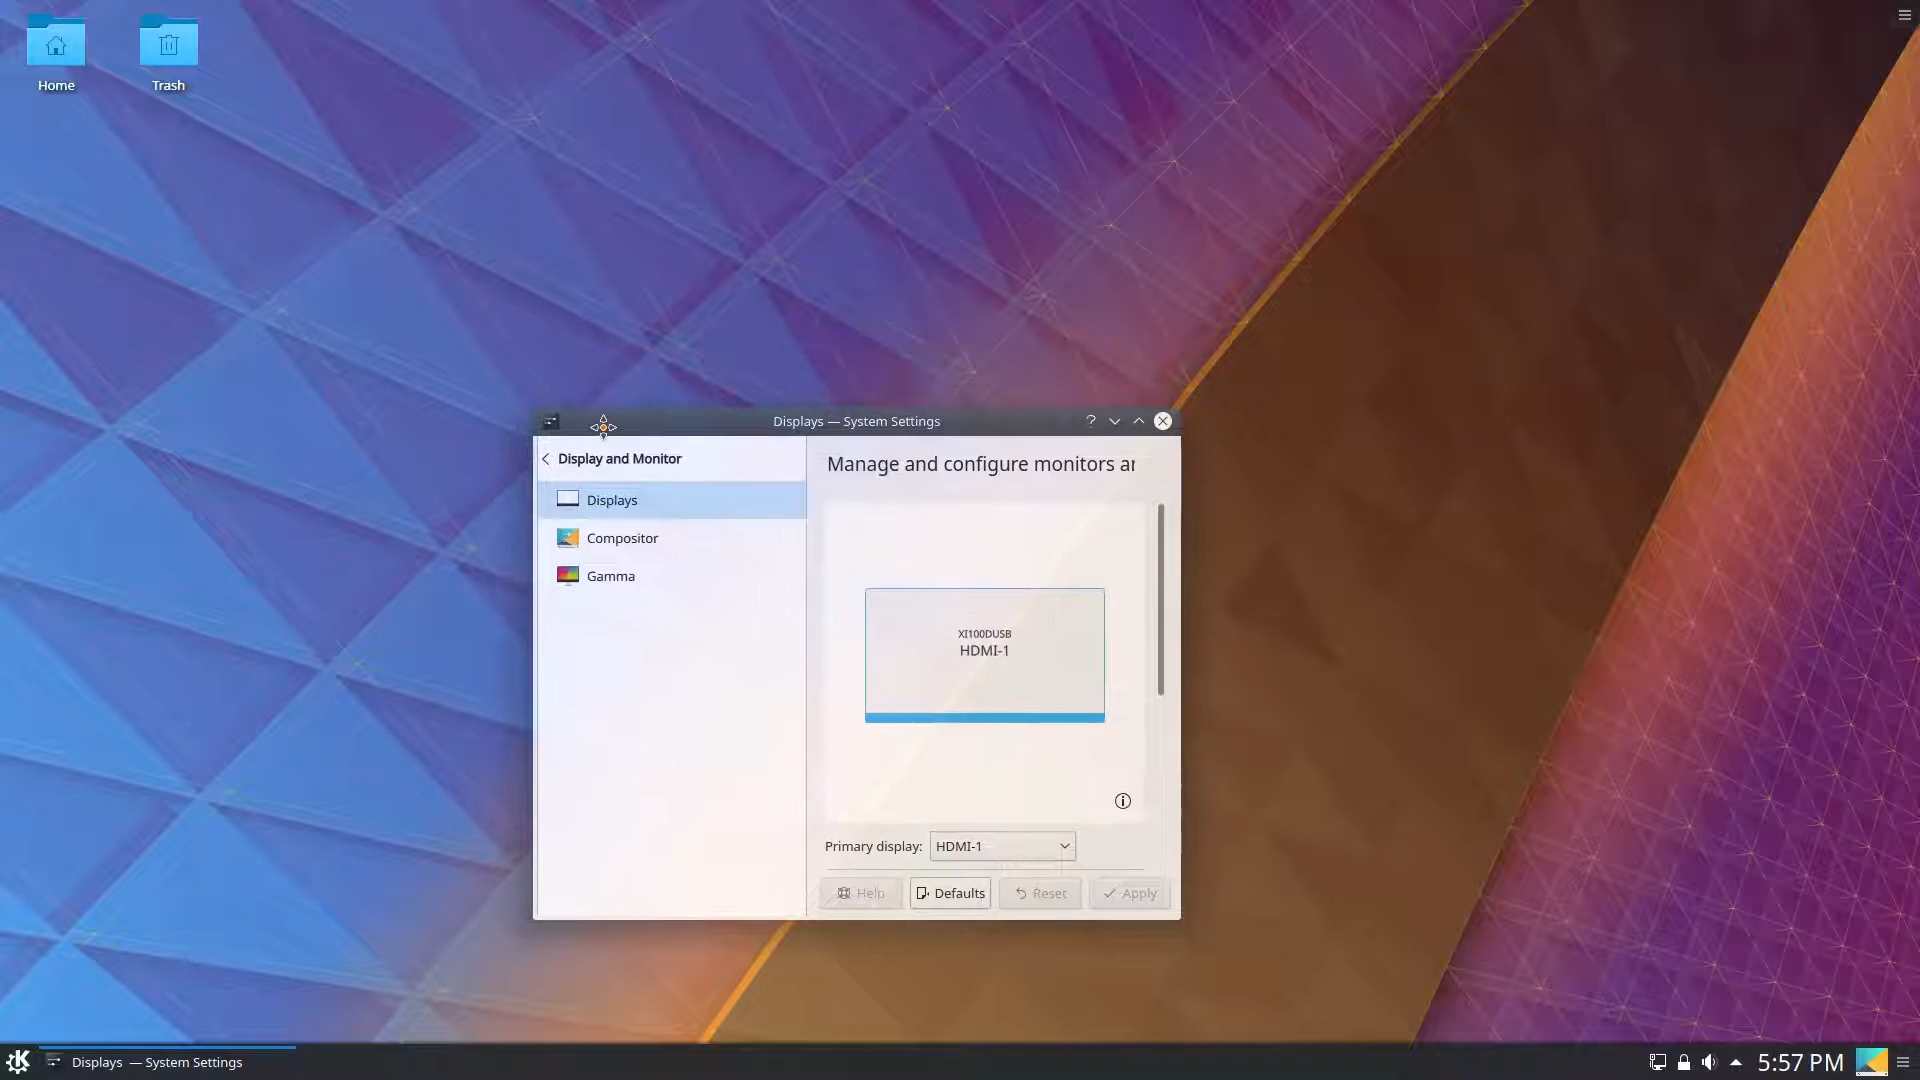 Home
Trash
Displays — System Settings
Display and Monitor
Displays
Compositor
Gamma
Manage and configure monitors ar
XI100DUSB
HDMI-1
Primary display: HDMI-1
Help
Defaults
Reset
Apply
Displays — System Settings
5:57 PM